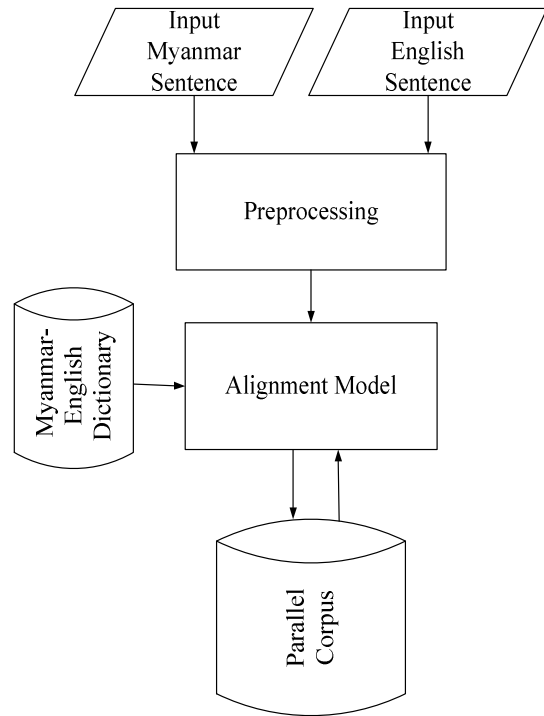 Input
Myanmar
Sentence
Input
English
Sentence
Preprocessing
Myanmar-
English
Dictionary
Alignment Model
Parallel
Corpus